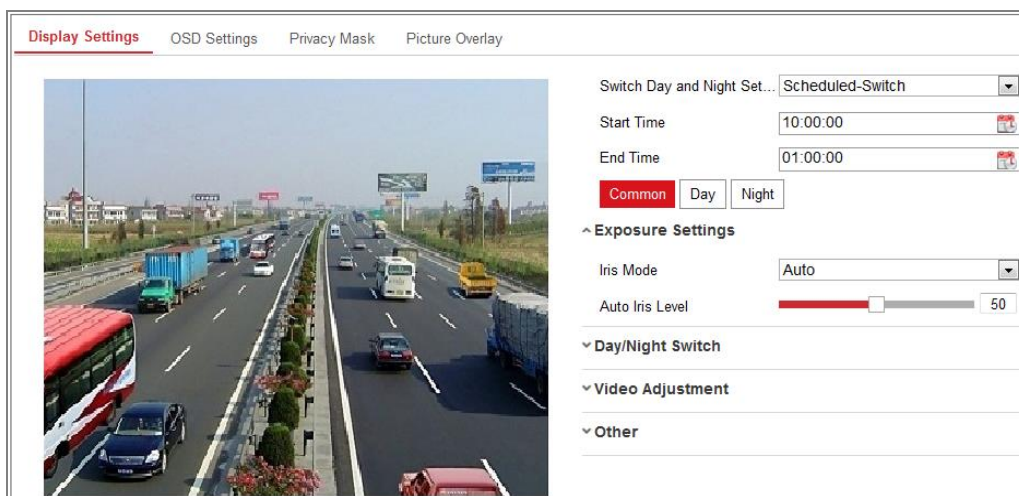 Display Settings OSD Settings Privacy Mask Picture Overlay
Switch Day and Night Set... Scheduled-Switch
Start Time 10:00:00
End Time 01:00:00
Common Day Night
Exposure Settings
Iris Mode Auto
Auto Iris Level 50
Day/Night Switch
Video Adjustment
Other